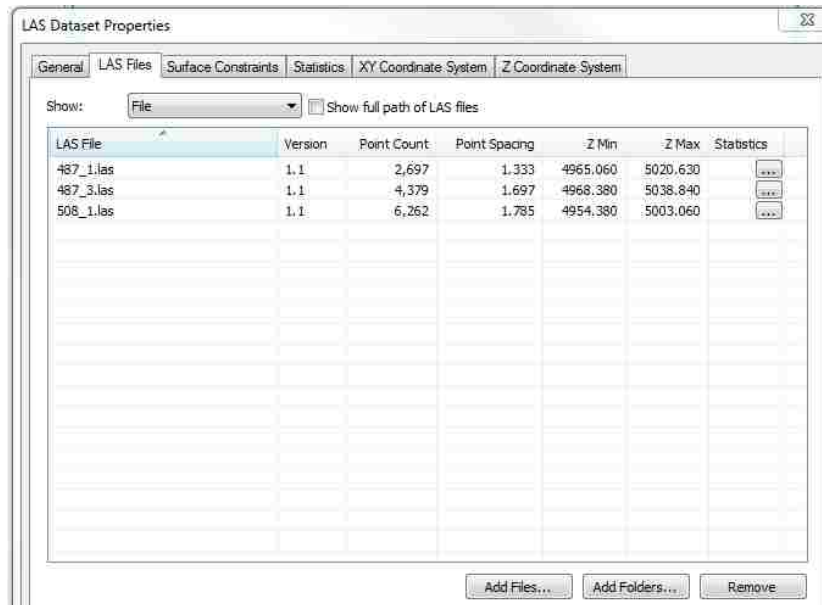 LAS Dataset Properties
General LAS Files Surface Constraints Statistics XY Coordinate System Z Coordinate System
Show: File Show full path of LAS files
LAS File Version Point Count Point Spacing Z Min Z Max Statistics
487_1.las 1.1 2,697 1.333 4965.060 5020.630 ...
487_3.las 1.1 4,379 1.697 4968.380 5038.840 ...
508_1.las 1.1 6,262 1.785 4954.380 5003.060 ...
Add Files... Add Folders... Remove